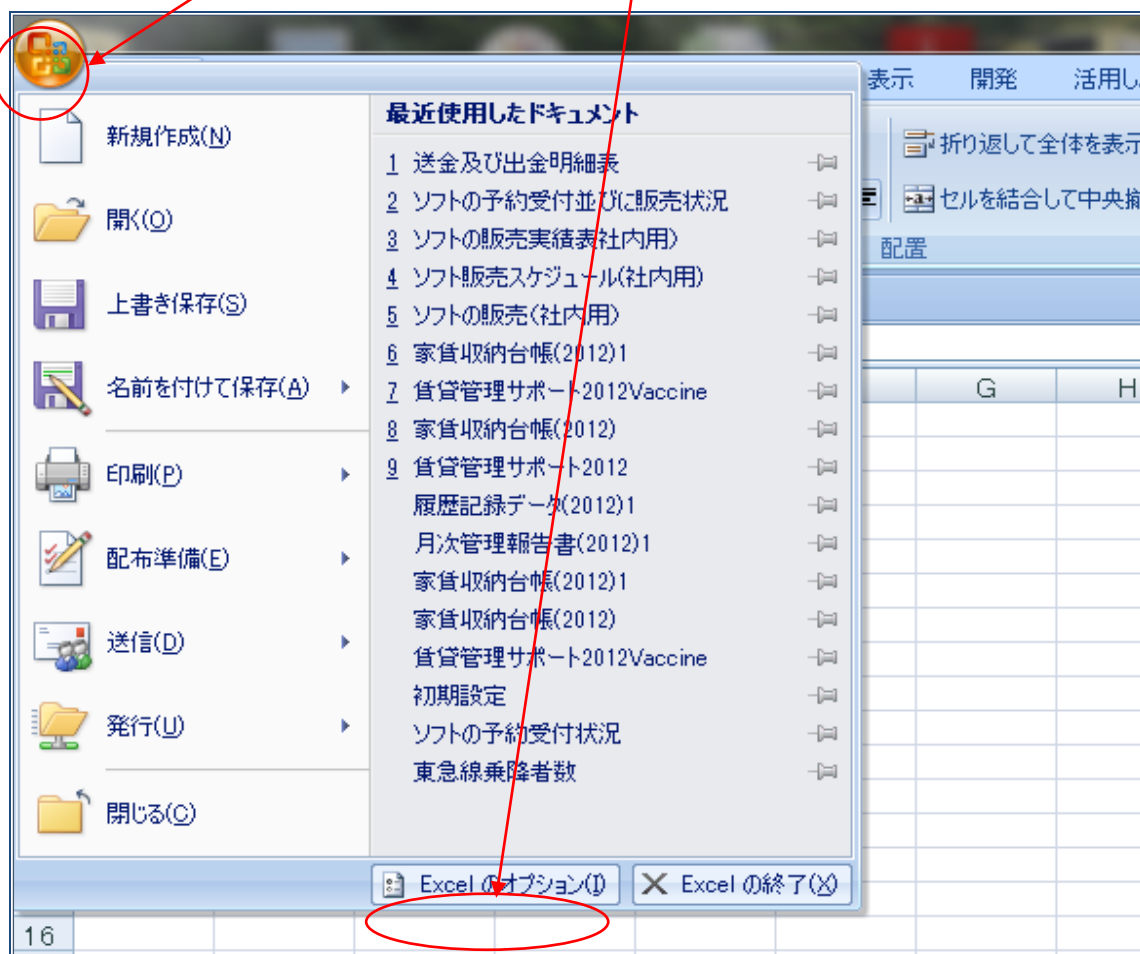 表示 開発 活用し
折り返して全体を表示
セルを結合して中央揃
配置
G H
新規作成(N)
開く(O)
上書き保存(S)
名前を付けて保存(A)
印刷(P)
配布準備(E)
送信(D)
発行(U)
閉じる(C)
最近使用したドキュメント
1 送金及び出金明細表
2 ソフトの予約受付並びに販売状況
3 ソフトの販売実績表社内用)
4 ソフト販売スケジュール(社内用)
5 ソフトの販売(社内用)
6 家賃収納台帳(2012)1
7 賃貸管理サポート2012Vaccine
8 家賃収納台帳(2012)
9 賃貸管理サポート2012
履歴記録データ(2012)1
月次管理報告書(2012)1
家賃収納台帳(2012)1
家賃収納台帳(2012)
賃貸管理サポート2012Vaccine
初期設定
ソフトの予約受付状況
東急線乗降者数
Excel のオプション(I) Excel の終了(X)
16